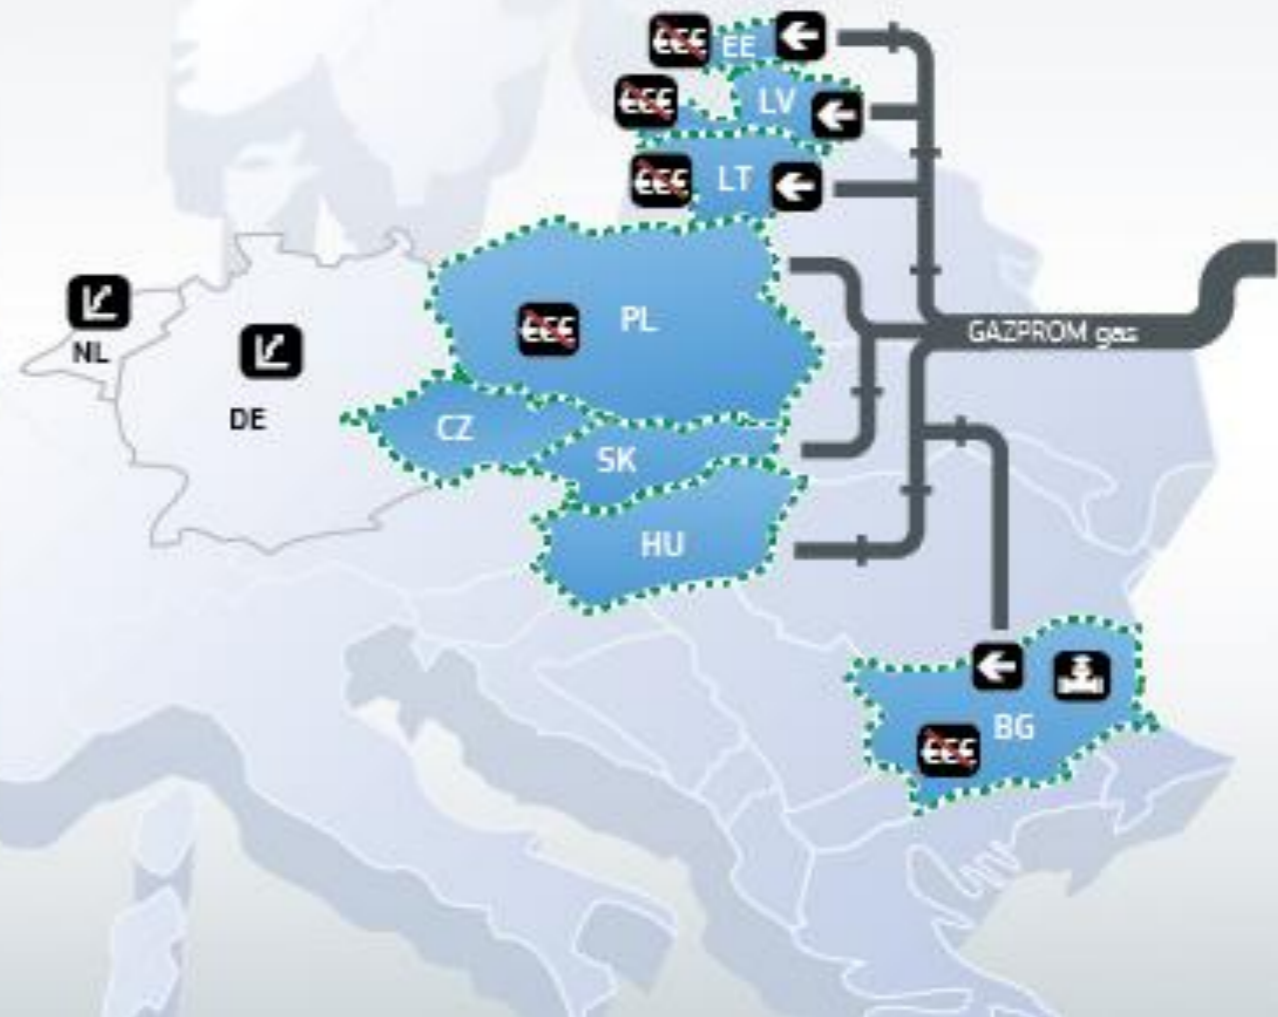 €€€ EE
€€€ LV
€€€ LT
€€€ PL
GAZPROM gas
NL
DE
CZ
SK
HU
BG
€€€